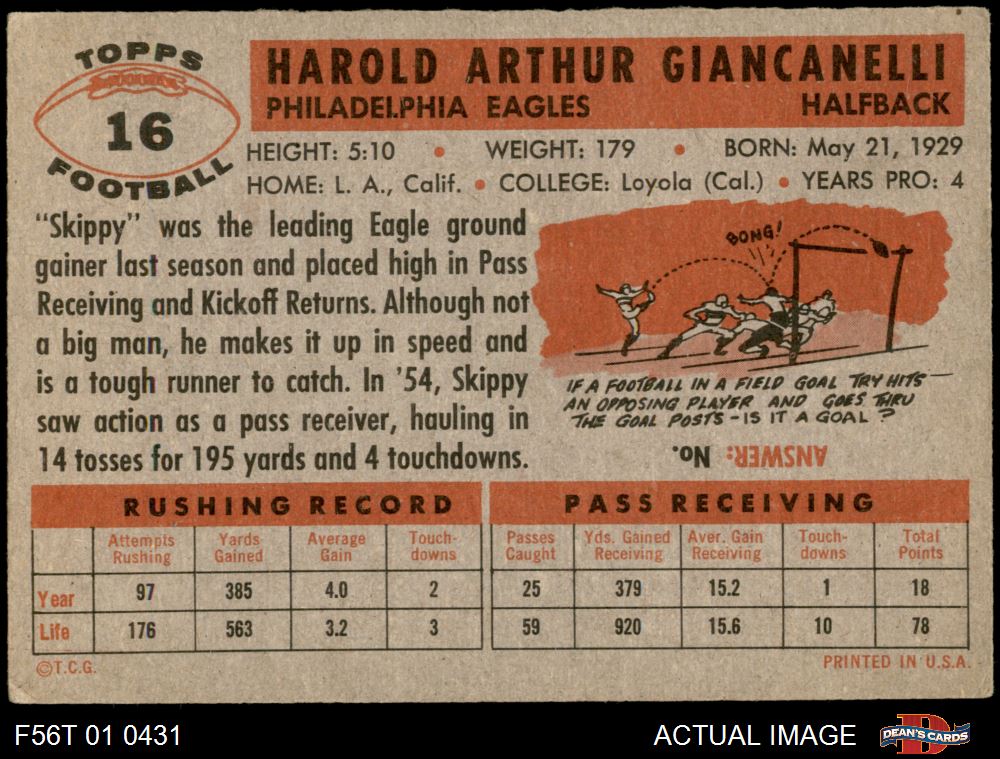 TOPPS
16
FOOTBALL
HAROLD ARTHUR GIANCANELLI
PHILADELPHIA EAGLES HALFBACK
HEIGHT: 5:10 • WEIGHT: 179 • BORN: May 21, 1929
HOME: L. A., Calif. • COLLEGE: Loyola (Cal.) • YEARS PRO: 4
"Skippy" was the leading Eagle ground
gainer last season and placed high in Pass
Receiving and Kickoff Returns. Although not
a big man, he makes it up in speed and
is a tough runner to catch. In '54, Skippy
saw action as a pass receiver, hauling in
14 tosses for 195 yards and 4 touchdowns.
BONG!
IF A FOOTBALL IN A FIELD GOAL TRY HITS
AN OPPOSING PLAYER AND GOES THRU
THE GOAL POSTS - IS IT A GOAL ?
ANSWER: No.
RUSHING RECORD PASS RECEIVING
Attempts Yards Average Touch- Passes Yds. Gained Aver. Gain Touch- Total
Rushing Gained Gain downs Caught Receiving Receiving downs Points
Year 97 385 4.0 2 25 379 15.2 1 18
Life 176 563 3.2 3 59 920 15.6 10 78
©T.C.G. PRINTED IN U.S.A.
F56T 01 0431 ACTUAL IMAGE DEAN'S CARDS